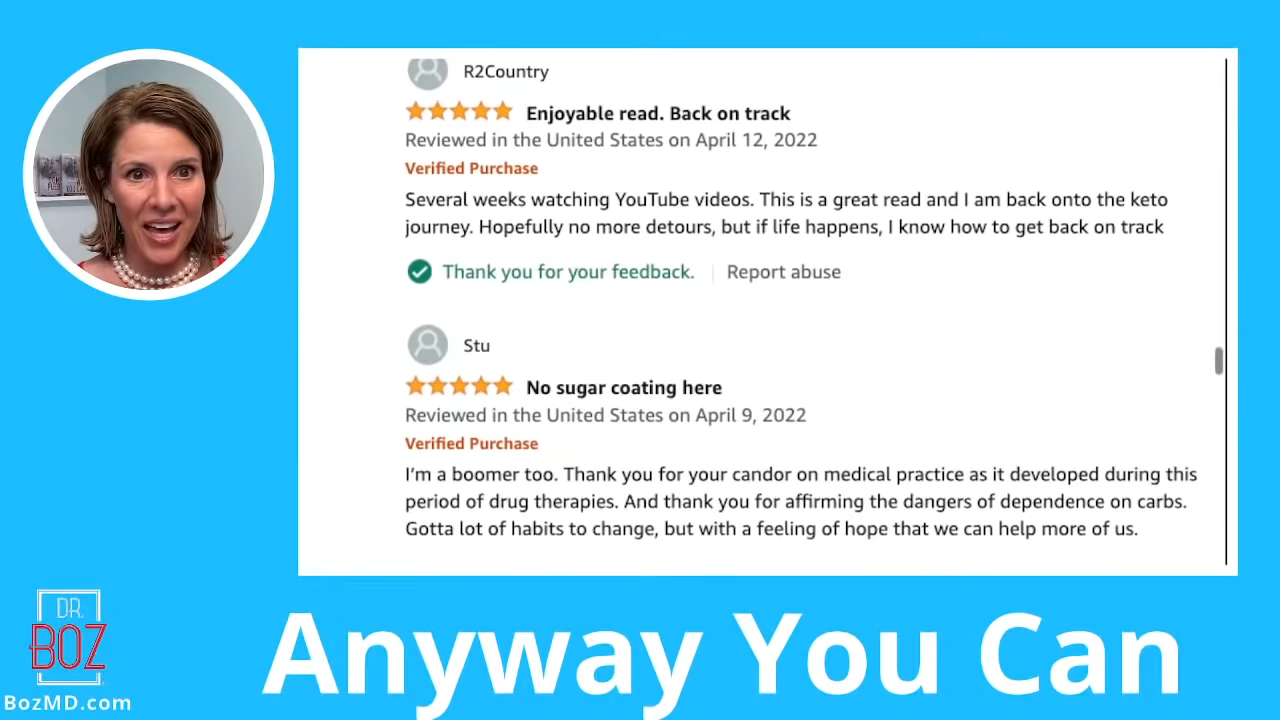 R2Country
Enjoyable read. Back on track
Reviewed in the United States on April 12, 2022
Verified Purchase
Several weeks watching YouTube videos. This is a great read and I am back onto the keto
journey. Hopefully no more detours, but if life happens, I know how to get back on track
Thank you for your feedback. Report abuse
Stu
No sugar coating here
Reviewed in the United States on April 9, 2022
Verified Purchase
I'm a boomer too. Thank you for your candor on medical practice as it developed during this
period of drug therapies. And thank you for affirming the dangers of dependence on carbs.
Gotta lot of habits to change, but with a feeling of hope that we can help more of us.
DR.
BOZ
BozMD.com
Anyway You Can